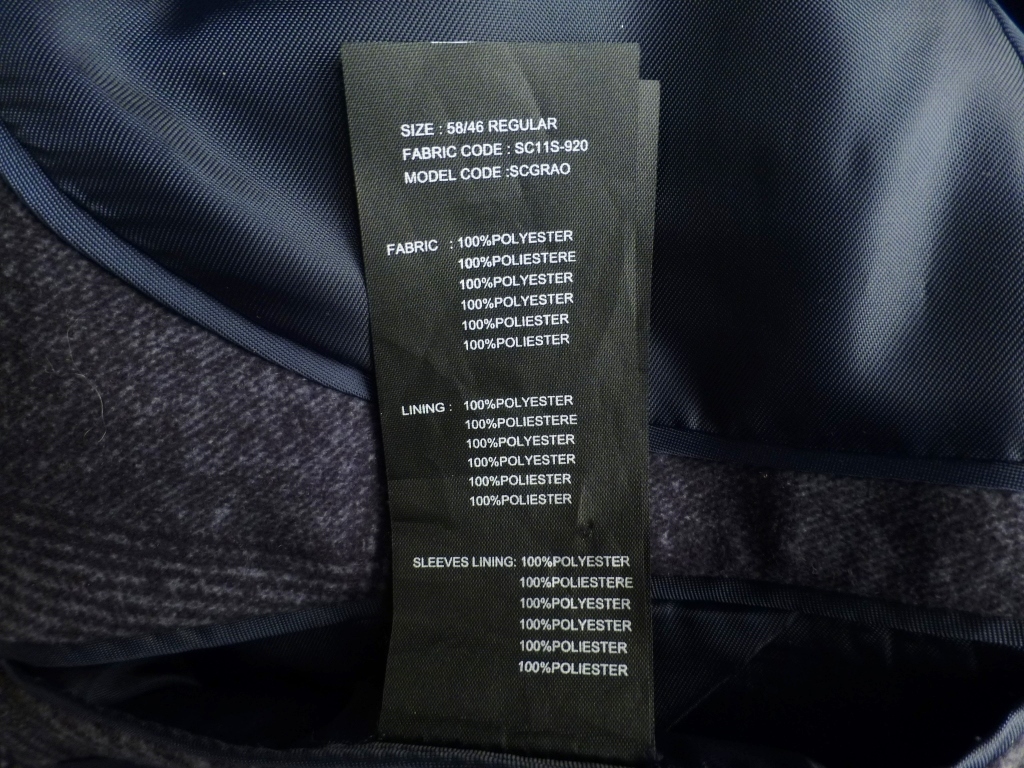 SIZE : 58/46 REGULAR
FABRIC CODE : SC11S-920
MODEL CODE :SCGRAO
FABRIC : 100%POLYESTER
100%POLIESTERE
100%POLYESTER
100%POLYESTER
100%POLIESTER
100%POLIESTER
LINING : 100%POLYESTER
100%POLIESTERE
100%POLYESTER
100%POLYESTER
100%POLIESTER
100%POLIESTER
SLEEVES LINING: 100%POLYESTER
100%POLIESTERE
100%POLYESTER
100%POLYESTER
100%POLIESTER
100%POLIESTER